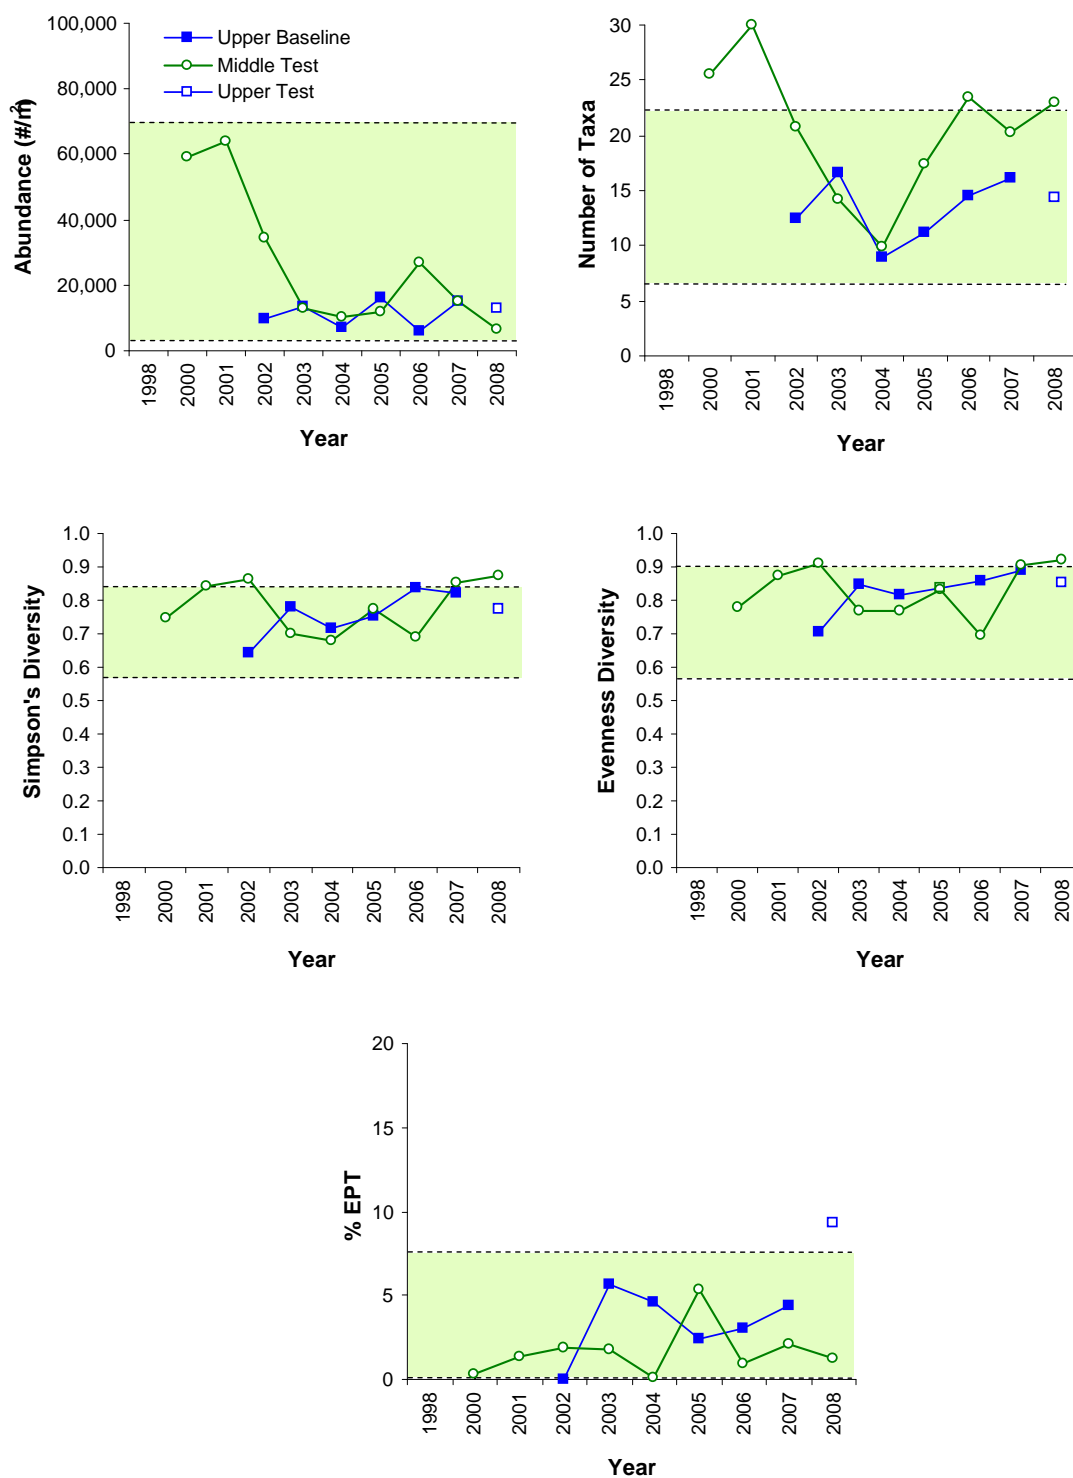 100,000
80,000
60,000
40,000
20,000
0
Abundance (#/m²)
Upper Baseline
Middle Test
Upper Test
1998 2000 2001 2002 2003 2004 2005 2006 2007 2008
Year
30
25
20
15
10
5
0
Number of Taxa
1998 2000 2001 2002 2003 2004 2005 2006 2007 2008
Year
1.0
0.9
0.8
0.7
0.6
0.5
0.4
0.3
0.2
0.1
0.0
Simpson's Diversity
1998 2000 2001 2002 2003 2004 2005 2006 2007 2008
Year
1.0
0.9
0.8
0.7
0.6
0.5
0.4
0.3
0.2
0.1
0.0
Evenness Diversity
1998 2000 2001 2002 2003 2004 2005 2006 2007 2008
Year
20
15
10
5
0
% EPT
1998 2000 2001 2002 2003 2004 2005 2006 2007 2008
Year